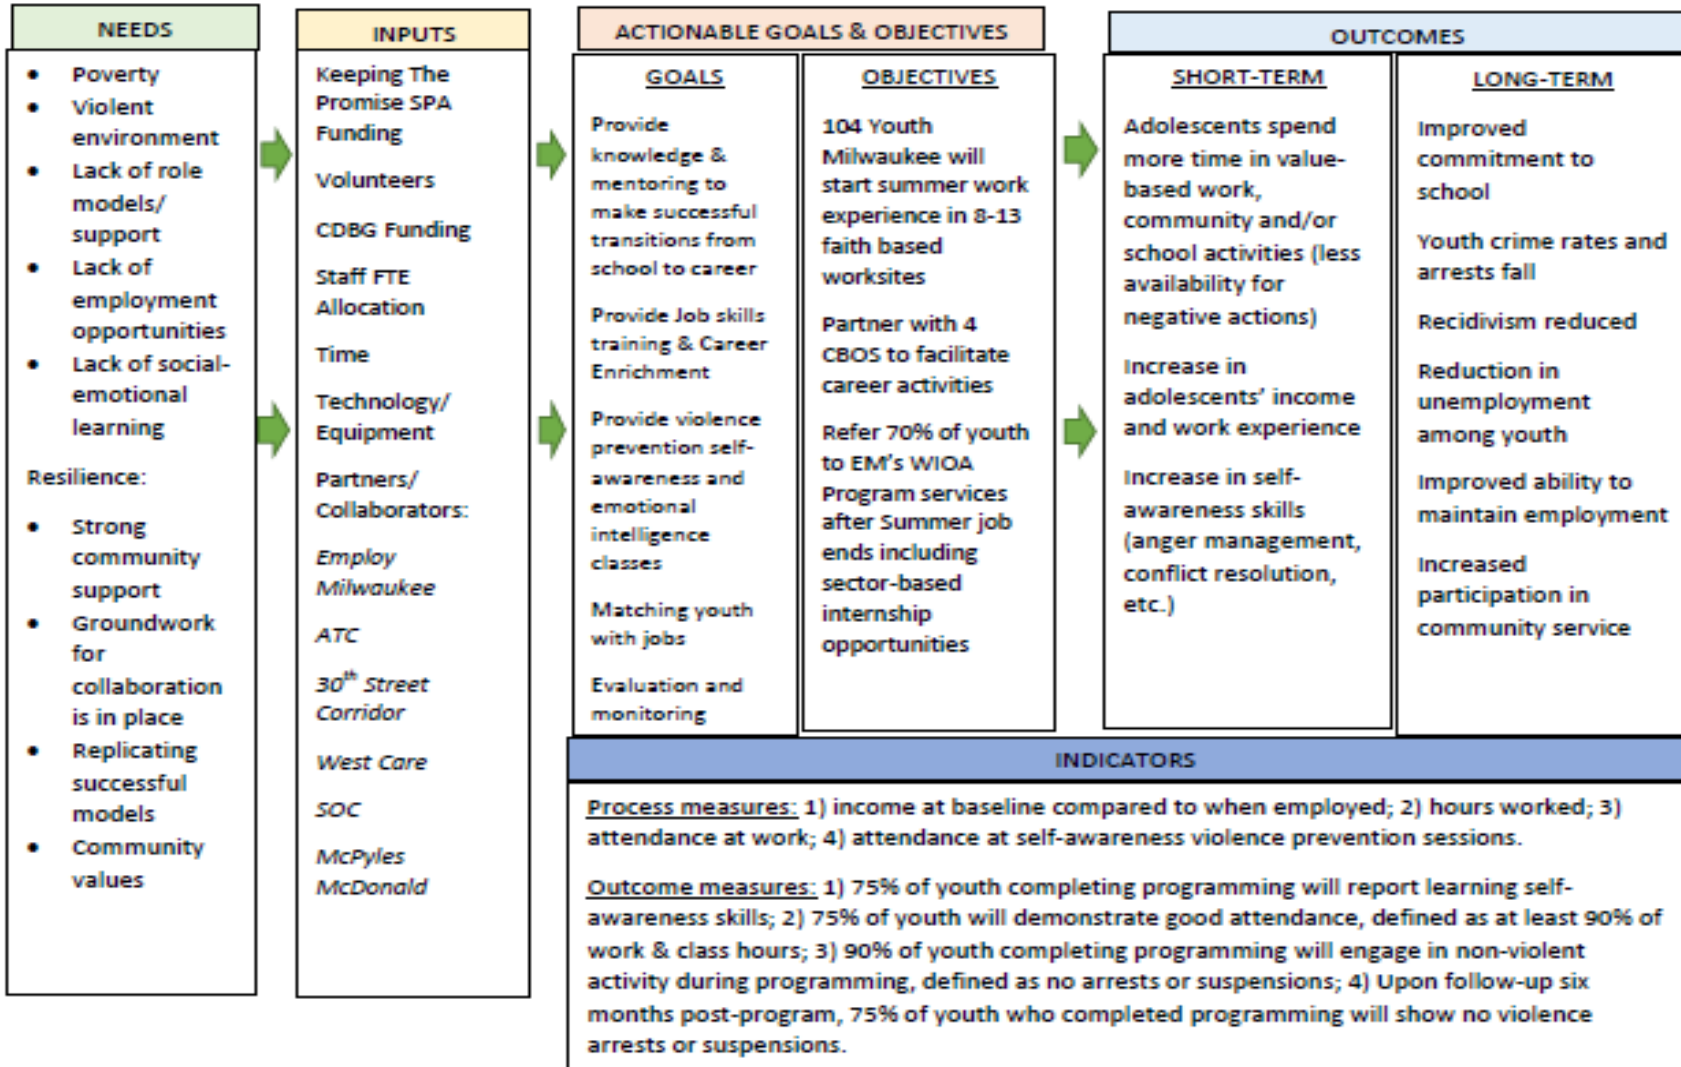 NEEDS
• Poverty
• Violent
environment
• Lack of role
models/
support
• Lack of
employment
opportunities
• Lack of social-
emotional
learning
Resilience:
• Strong
community
support
• Groundwork
for
collaboration
is in place
• Replicating
successful
models
• Community
values
INPUTS
Keeping The
Promise SPA
Funding
Volunteers
CDBG Funding
Staff FTE
Allocation
Time
Technology/
Equipment
Partners/
Collaborators:
Employ
Milwaukee
ATC
30th Street
Corridor
West Care
SOC
McPyles
McDonald
ACTIONABLE GOALS & OBJECTIVES
GOALS
Provide
knowledge &
mentoring to
make successful
transitions from
school to career
Provide Job skills
training & Career
Enrichment
Provide violence
prevention self-
awareness and
emotional
intelligence
classes
Matching youth
with jobs
Evaluation and
monitoring
OBJECTIVES
104 Youth
Milwaukee will
start summer work
experience in 8-13
faith based
worksites
Partner with 4
CBOS to facilitate
career activities
Refer 70% of youth
to EM's WIOA
Program services
after Summer job
ends including
sector-based
internship
opportunities
OUTCOMES
SHORT-TERM
Adolescents spend
more time in value-
based work,
community and/or
school activities (less
availability for
negative actions)
Increase in
adolescents' income
and work experience
Increase in self-
awareness skills
(anger management,
conflict resolution,
etc.)
LONG-TERM
Improved
commitment to
school
Youth crime rates and
arrests fall
Recidivism reduced
Reduction in
unemployment
among youth
Improved ability to
maintain employment
Increased
participation in
community service
INDICATORS
Process measures: 1) income at baseline compared to when employed; 2) hours worked; 3)
attendance at work; 4) attendance at self-awareness violence prevention sessions.
Outcome measures: 1) 75% of youth completing programming will report learning self-
awareness skills; 2) 75% of youth will demonstrate good attendance, defined as at least 90% of
work & class hours; 3) 90% of youth completing programming will engage in non-violent
activity during programming, defined as no arrests or suspensions; 4) Upon follow-up six
months post-program, 75% of youth who completed programming will show no violence
arrests or suspensions.